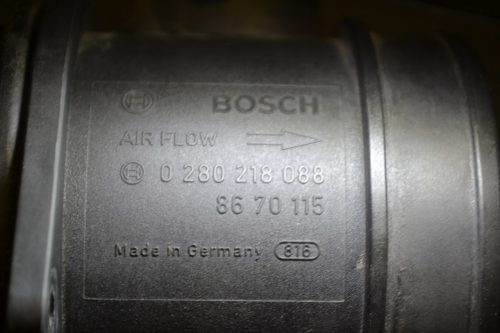 BOSCH
AIR FLOW
0 280 218 088
86 70 115
Made in Germany 816